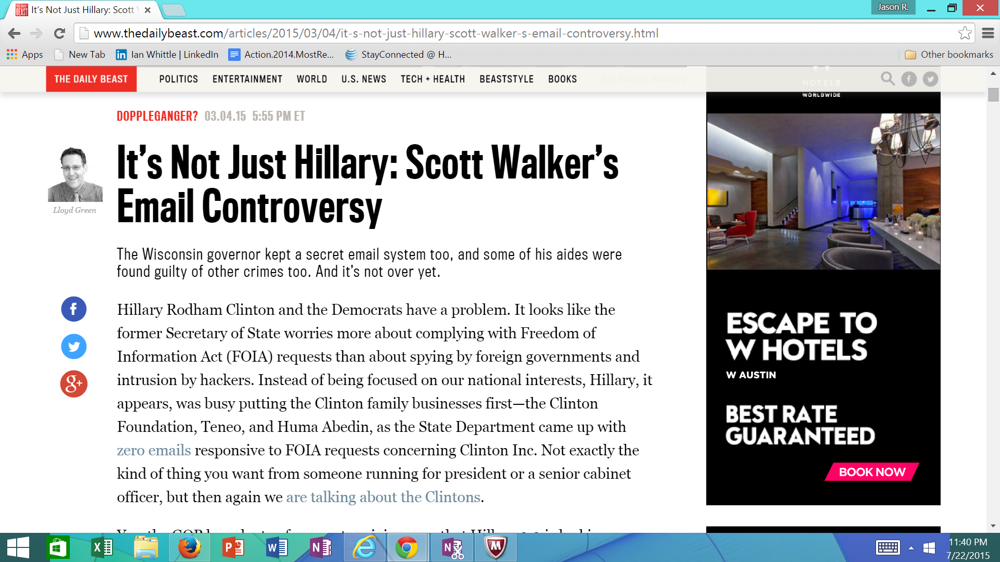 It's Not Just Hillary: Scott
Jason R.
www.thedailybeast.com/articles/2015/03/04/it-s-not-just-hillary-scott-walker-s-email-controversy.html
Apps New Tab Ian Whittle | LinkedIn Action.2014.MostRe... StayConnected @ H... Other bookmarks
THE DAILY BEAST POLITICS ENTERTAINMENT WORLD U.S. NEWS TECH + HEALTH BEASTSTYLE BOOKS Jim Young/Reuters
HOTELS
WORLDWIDE
DOPPLEGANGER? 03.04.15 5:55 PM ET
It's Not Just Hillary: Scott Walker's
Email Controversy
Lloyd Green
The Wisconsin governor kept a secret email system too, and some of his aides were
found guilty of other crimes too. And it's not over yet.
Hillary Rodham Clinton and the Democrats have a problem. It looks like the
former Secretary of State worries more about complying with Freedom of
Information Act (FOIA) requests than about spying by foreign governments and
intrusion by hackers. Instead of being focused on our national interests, Hillary, it
appears, was busy putting the Clinton family businesses first—the Clinton
Foundation, Teneo, and Huma Abedin, as the State Department came up with
zero emails responsive to FOIA requests concerning Clinton Inc. Not exactly the
kind of thing you want from someone running for president or a senior cabinet
officer, but then again we are talking about the Clintons.
ESCAPE TO
W HOTELS
W AUSTIN
BEST RATE
GUARANTEED
BOOK NOW
11:40 PM
7/22/2015